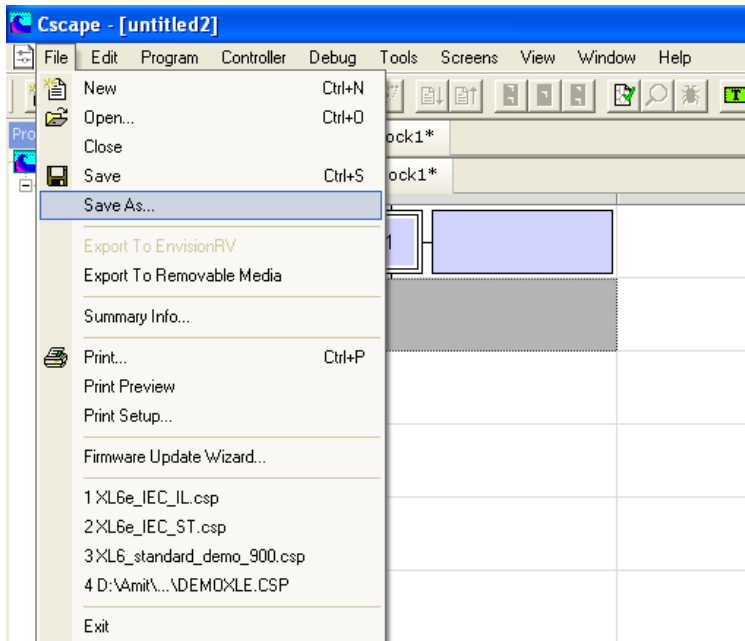 Cscape - [untitled2]
File Edit Program Controller Debug Tools Screens View Window Help
New Ctrl+N
Open... Ctrl+O
Close
Save Ctrl+S
Save As...
Export To EnvisionRV
Export To Removable Media
Summary Info...
Print... Ctrl+P
Print Preview
Print Setup...
Firmware Update Wizard...
1 XL6e_IEC_IL.csp
2 XL6e_IEC_ST.csp
3 XL6_standard_demo_900.csp
4 D:\Amit\...\DEMOXLE.CSP
Exit
Pro
ock1*
ock1*
1
T